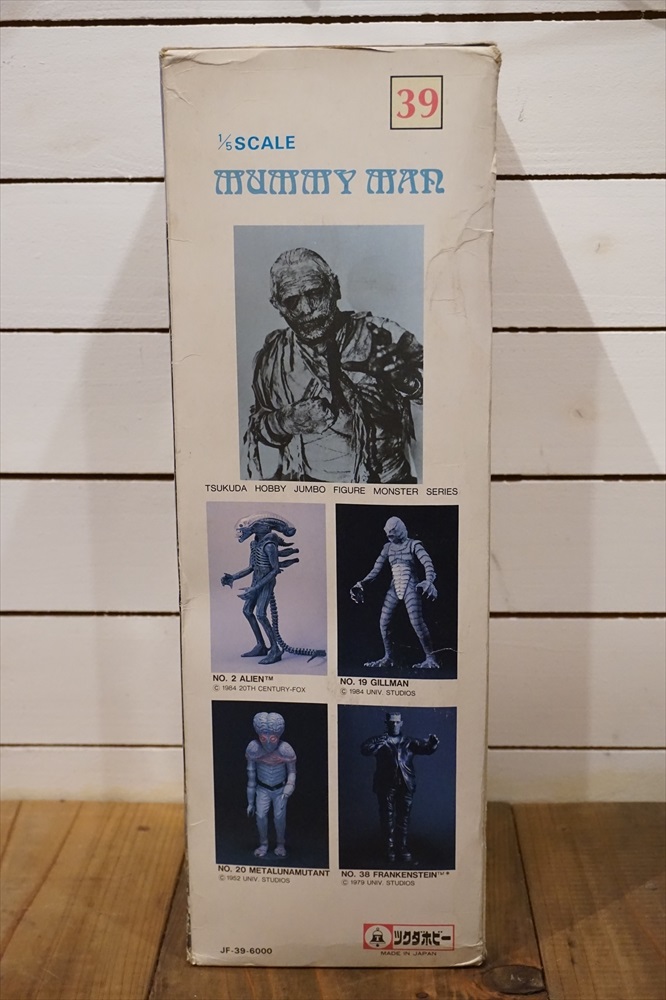 39
1/5 SCALE
MUMMY MAN
TSUKUDA HOBBY JUMBO FIGURE MONSTER SERIES
NO. 2 ALIEN™
© 1984 20TH CENTURY-FOX
NO. 19 GILLMAN
© 1984 UNIV. STUDIOS
NO. 20 METALUNAMUTANT
© 1952 UNIV. STUDIOS
NO. 38 FRANKENSTEIN™*
© 1979 UNIV. STUDIOS
JF-39-6000
ツクダホビー
MADE IN JAPAN